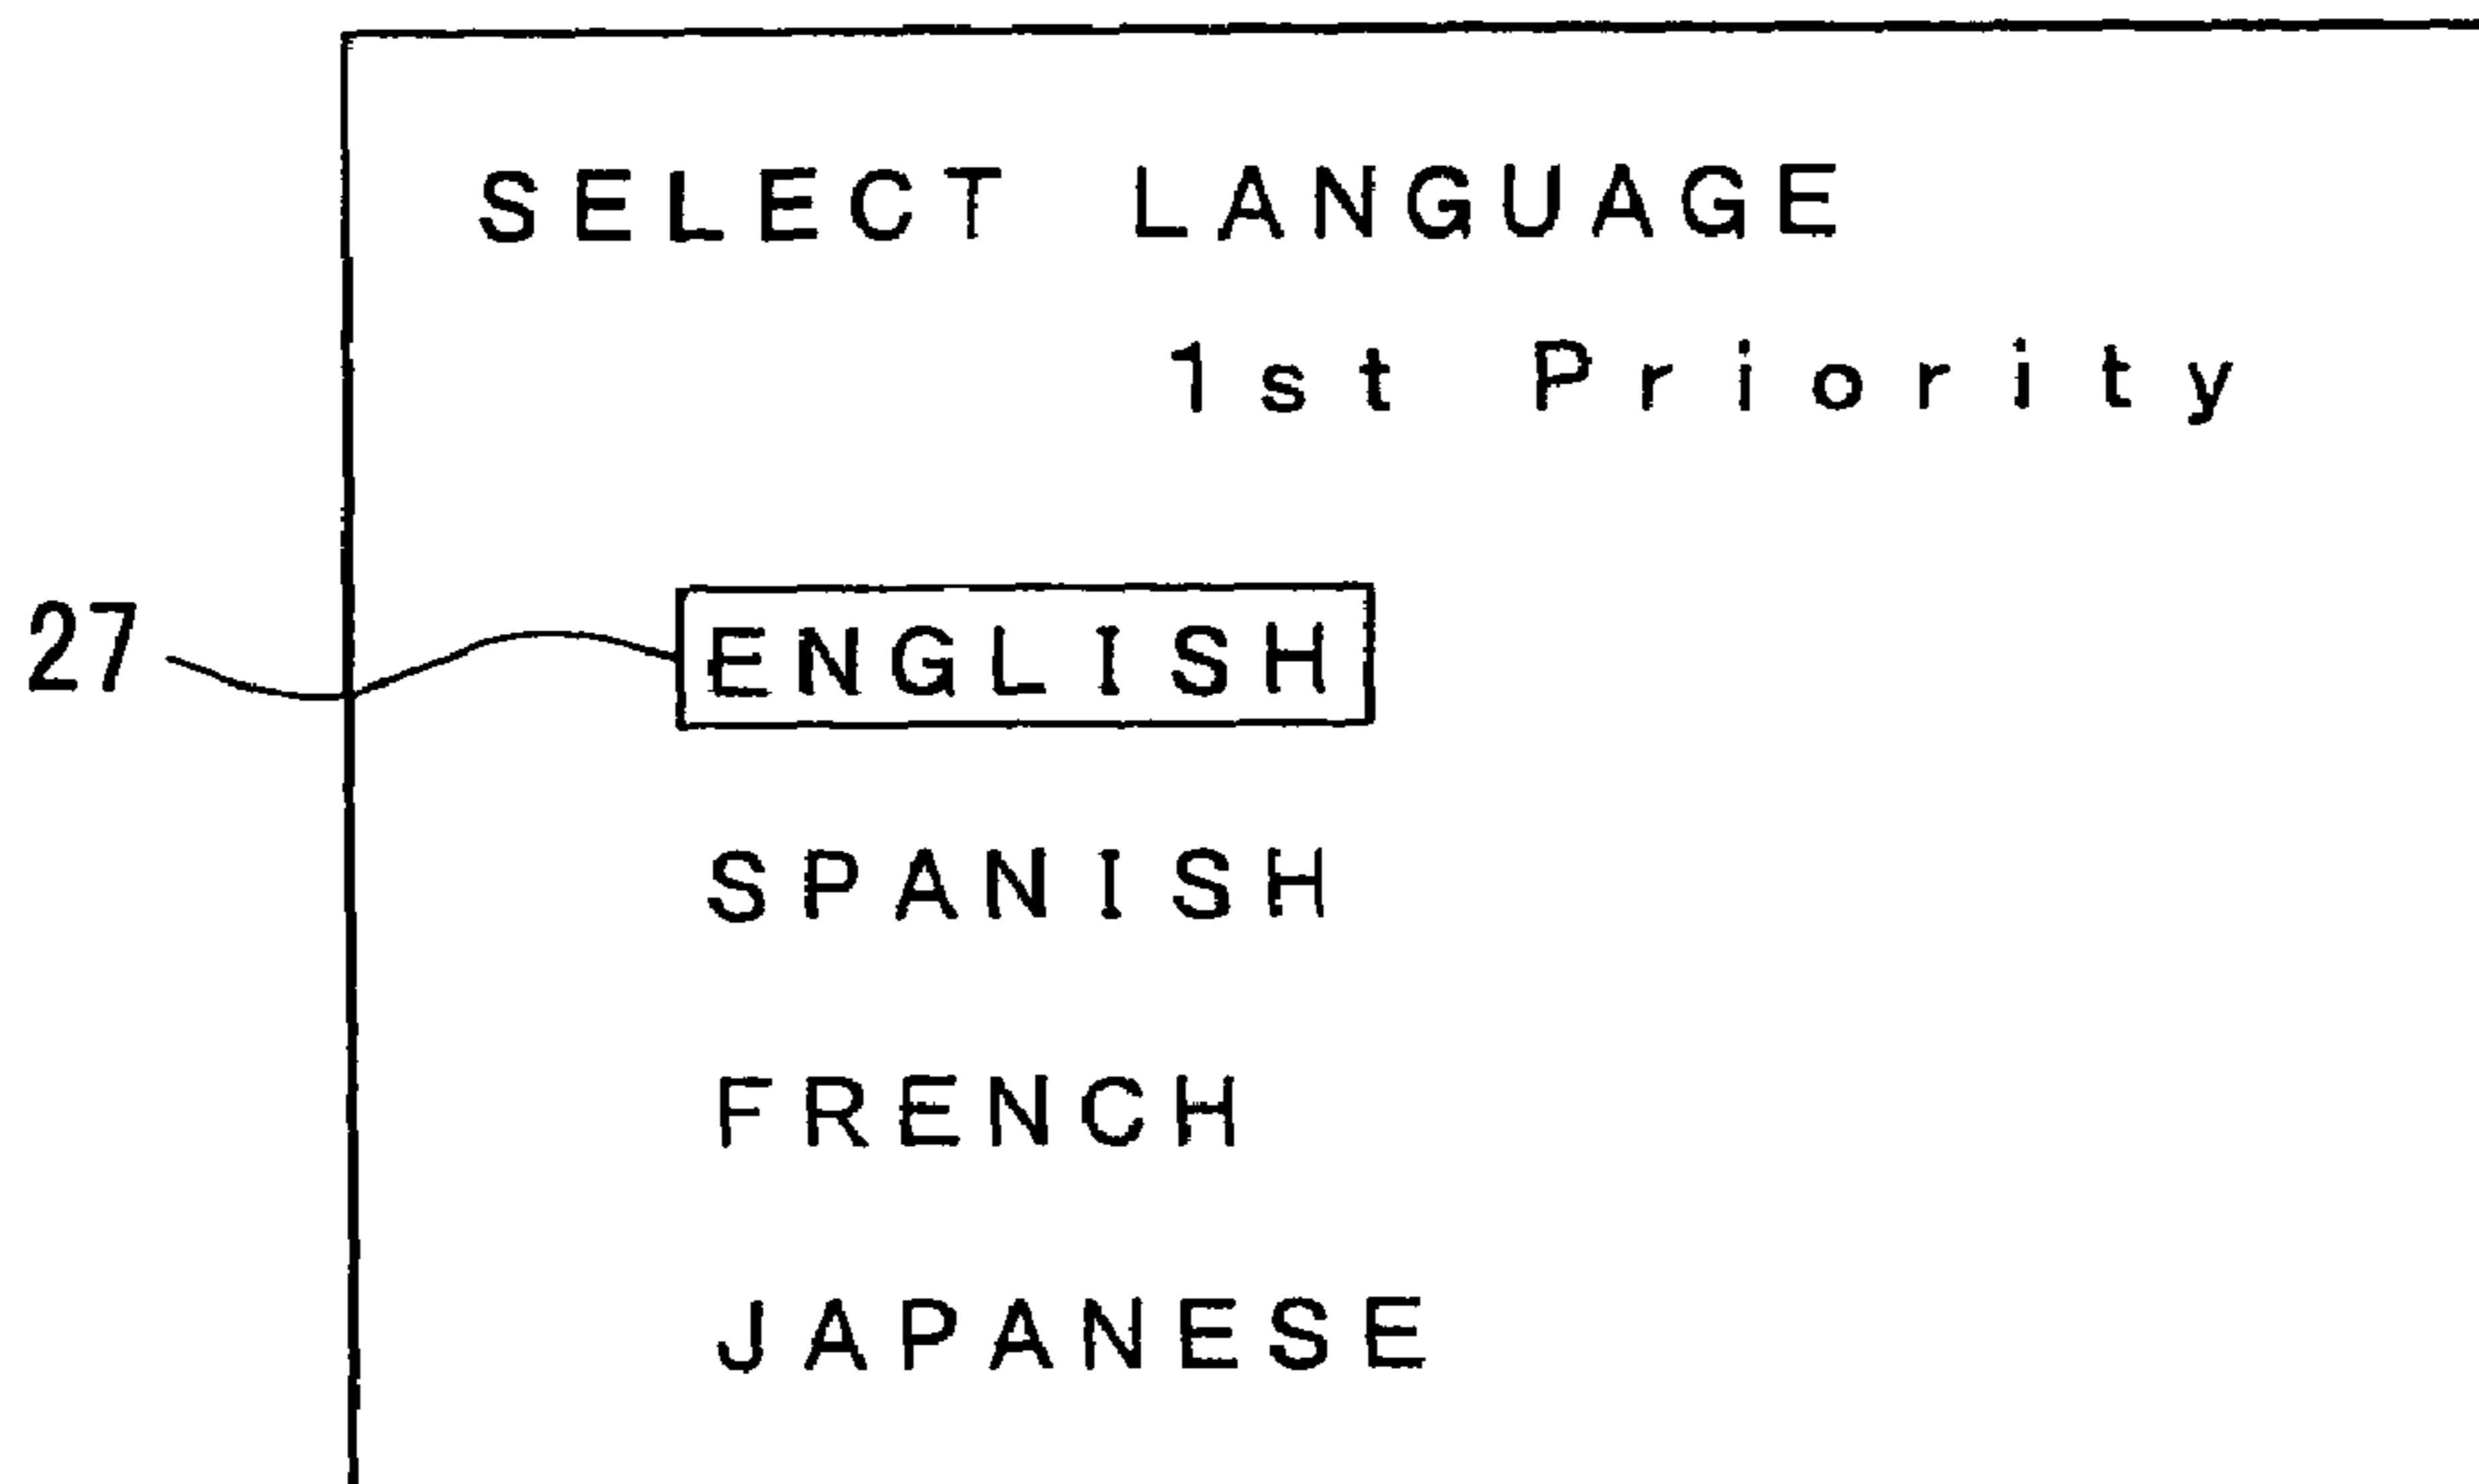 SELECT LANGUAGE
1st Priority
27
ENGLISH
SPANISH
FRENCH
JAPANESE